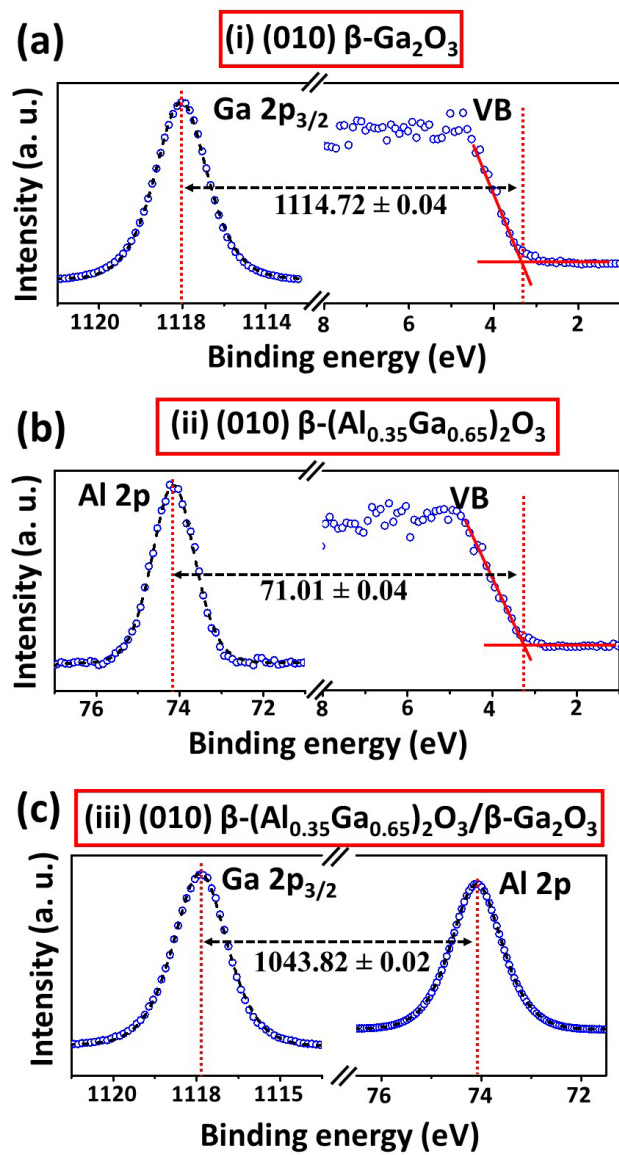 (a)
(i) (010) β-Ga₂O₃
Ga 2p₃/₂
VB
1114.72 ± 0.04
Intensity (a. u.)
1120 1118 1114 8 6 4 2
Binding energy (eV)
(b)
(ii) (010) β-(Al₀.₃₅Ga₀.₆₅)₂O₃
Al 2p
VB
71.01 ± 0.04
Intensity (a. u.)
76 74 72 8 6 4 2
Binding energy (eV)
(c)
(iii) (010) β-(Al₀.₃₅Ga₀.₆₅)₂O₃/β-Ga₂O₃
Ga 2p₃/₂
Al 2p
1043.82 ± 0.02
Intensity (a. u.)
1120 1118 1115 76 74 72
Binding energy (eV)